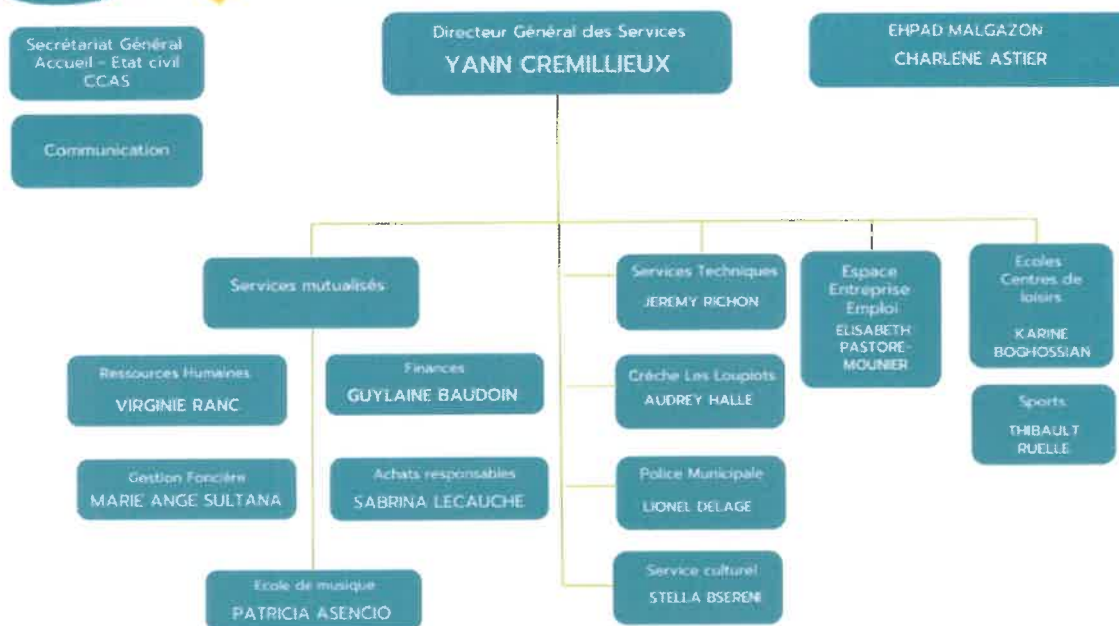 Secrétariat Général
Accueil - Etat civil
CCAS
Communication
Directeur Général des Services
YANN CREMILLIEUX
EHPAD MALGAZON
CHARLENE ASTIER
Services mutualisés
Ressources Humaines
VIRGINIE RANC
Finances
GUYLAINE BAUDOIN
Gestion Foncière
MARIE ANGE SULTANA
Achats responsables
SABRINA LECAUCHE
Ecole de musique
PATRICIA ASENCIO
Services Techniques
JEREMY RICHON
Crèche Les Loupiots
AUDREY HALLE
Police Municipale
LIONEL DELAGE
Service culturel
STELLA BSERENI
Espace
Entreprise
Emploi
ELISABETH
PASTORE-
MOUNIER
Ecoles
Centres de
loisirs
KARINE
BOGHOSSIAN
Sports
THIBAULT
RUELLE